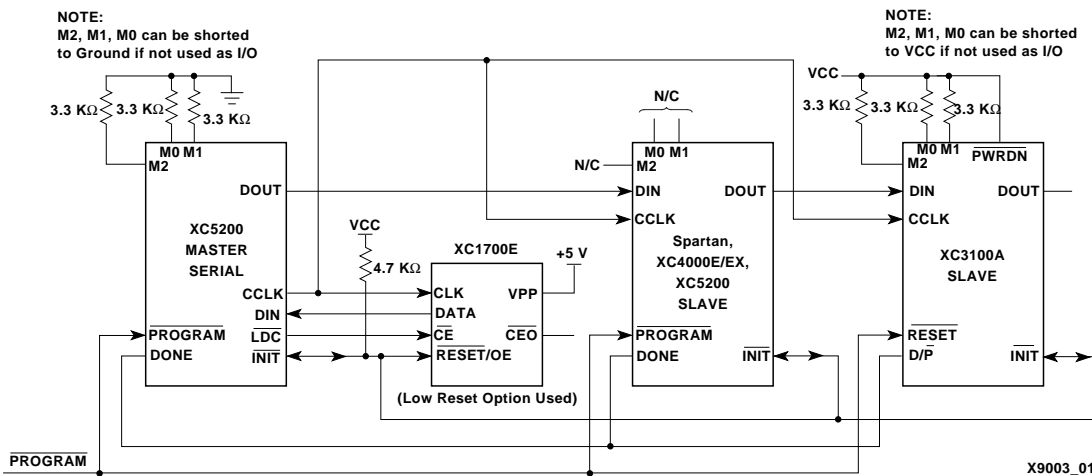 NOTE:
M2, M1, M0 can be shorted
to Ground if not used as I/O
NOTE:
M2, M1, M0 can be shorted
to VCC if not used as I/O
VCC
N/C
3.3 KΩ
3.3 KΩ
3.3 KΩ
3.3 KΩ
3.3 KΩ
3.3 KΩ
M0 M1
M2
DOUT
XC5200
MASTER
SERIAL
CCLK
DIN
PROGRAM
LDC
DONE
INIT
VCC
4.7 KΩ
XC1700E
+5 V
CLK
VPP
DATA
CE
CEO
RESET/OE
(Low Reset Option Used)
N/C
M0 M1
M2
DIN
DOUT
CCLK
Spartan,
XC4000E/EX,
XC5200
SLAVE
PROGRAM
DONE
INIT
M0 M1
M2
PWRDN
DIN
DOUT
CCLK
XC3100A
SLAVE
RESET
D/P
INIT
PROGRAM
X9003_01